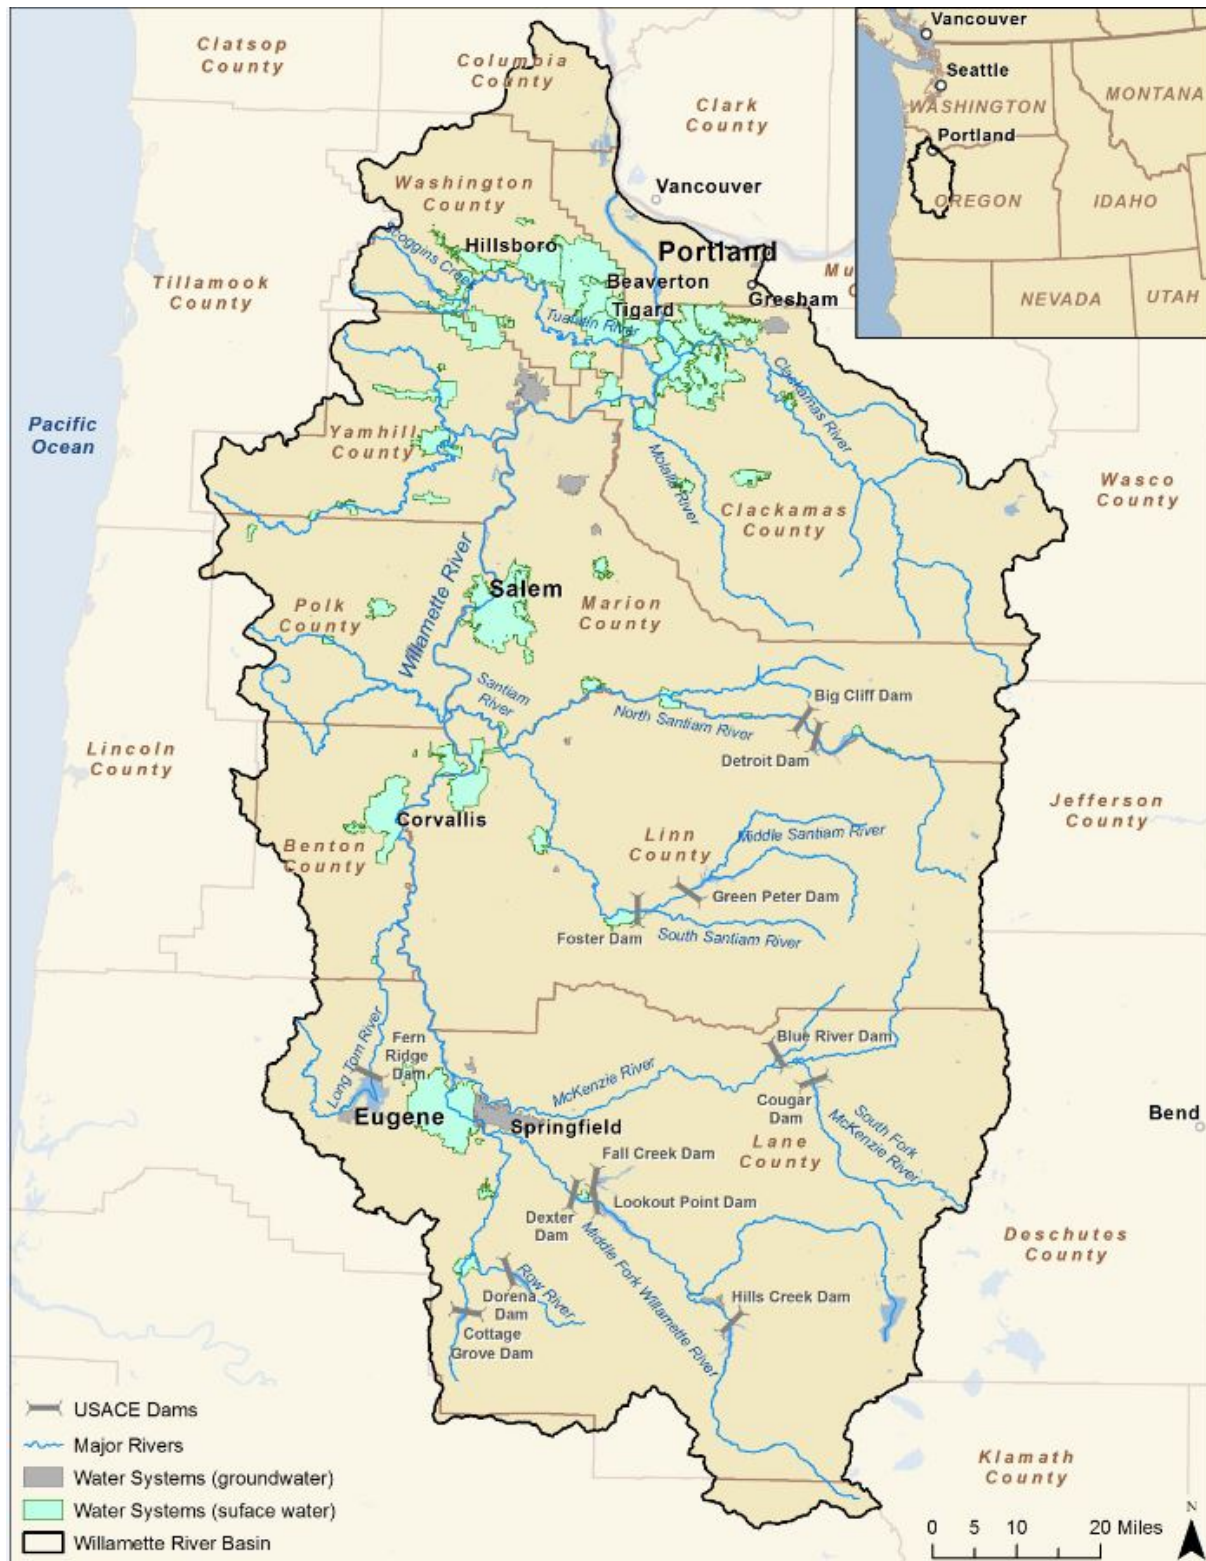 Clatsop
County
Columbia
County
Clark
County
Vancouver
Seattle
WASHINGTON
MONTANA
Portland
OREGON
IDAHO
NEVADA
UTAH
Washington
County
Vancouver
Scoggins Creek
Hillsboro
Portland
Beaverton
Tigard
Gresham
Mu
C
Tillamook
County
Tualatin River
Clackamas River
Pacific
Ocean
Yamhill
County
Molalla River
Clackamas
County
Wasco
County
Willamette River
Salem
Marion
County
Polk
County
Santiam
River
North Santiam River
Big Cliff Dam
Detroit Dam
Lincoln
County
Jefferson
County
Corvallis
Benton
County
Linn
County
Middle Santiam River
Green Peter Dam
Foster Dam
South Santiam River
Long Tom River
Fern
Ridge
Dam
Blue River Dam
McKenzie River
Cougar
Dam
South Fork
McKenzie River
Eugene
Springfield
Lane
County
Bend
Fall Creek Dam
Lookout Point Dam
Dexter
Dam
Middle Fork Willamette River
Deschutes
County
Row River
Dorena
Dam
Cottage
Grove Dam
Hills Creek Dam
Klamath
County
USACE Dams
Major Rivers
Water Systems (groundwater)
Water Systems (suface water)
Willamette River Basin
0 5 10 20 Miles
N